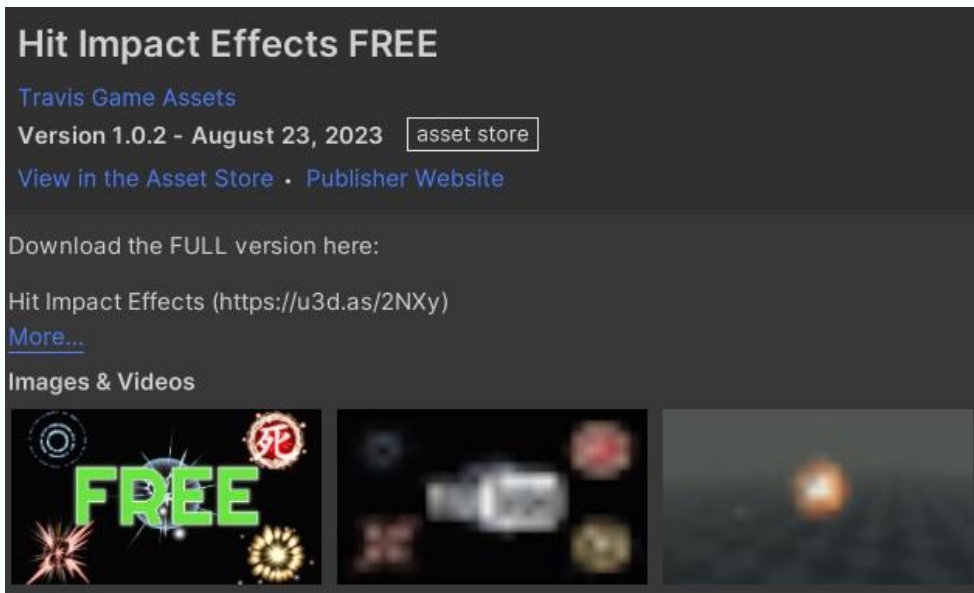 Hit Impact Effects FREE
Travis Game Assets
Version 1.0.2 - August 23, 2023 asset store
View in the Asset Store • Publisher Website
Download the FULL version here:
Hit Impact Effects (https://u3d.as/2NXy)
More...
Images & Videos
死
FREE